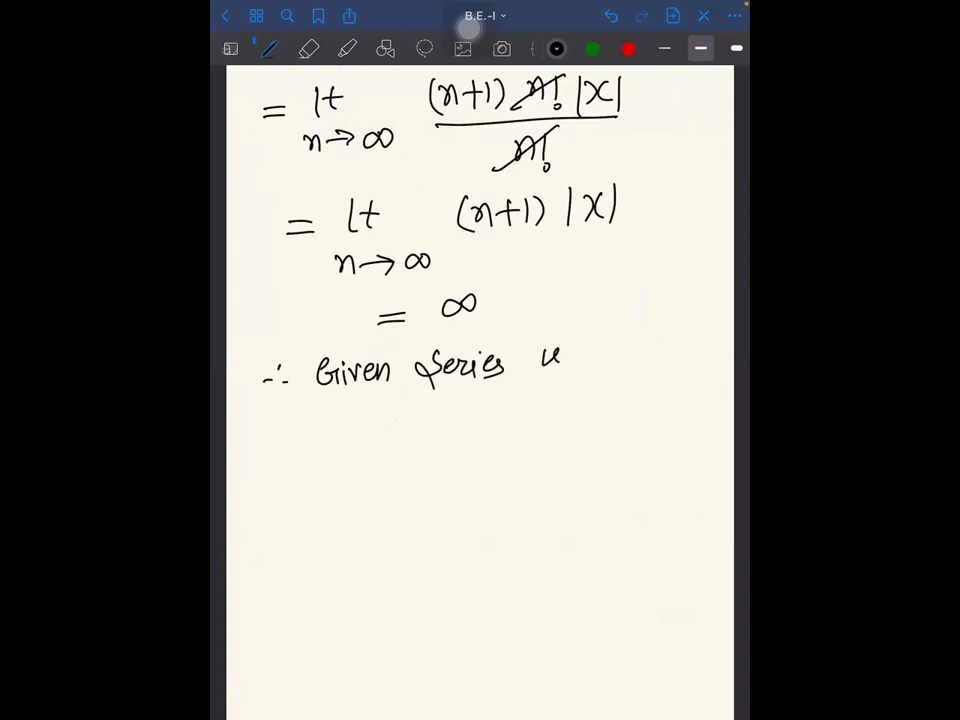 B.E.-I
= lt (n+1) n! |x|
n→∞ n!
= lt (n+1) |x|
n→∞
= ∞
∴ Given Series